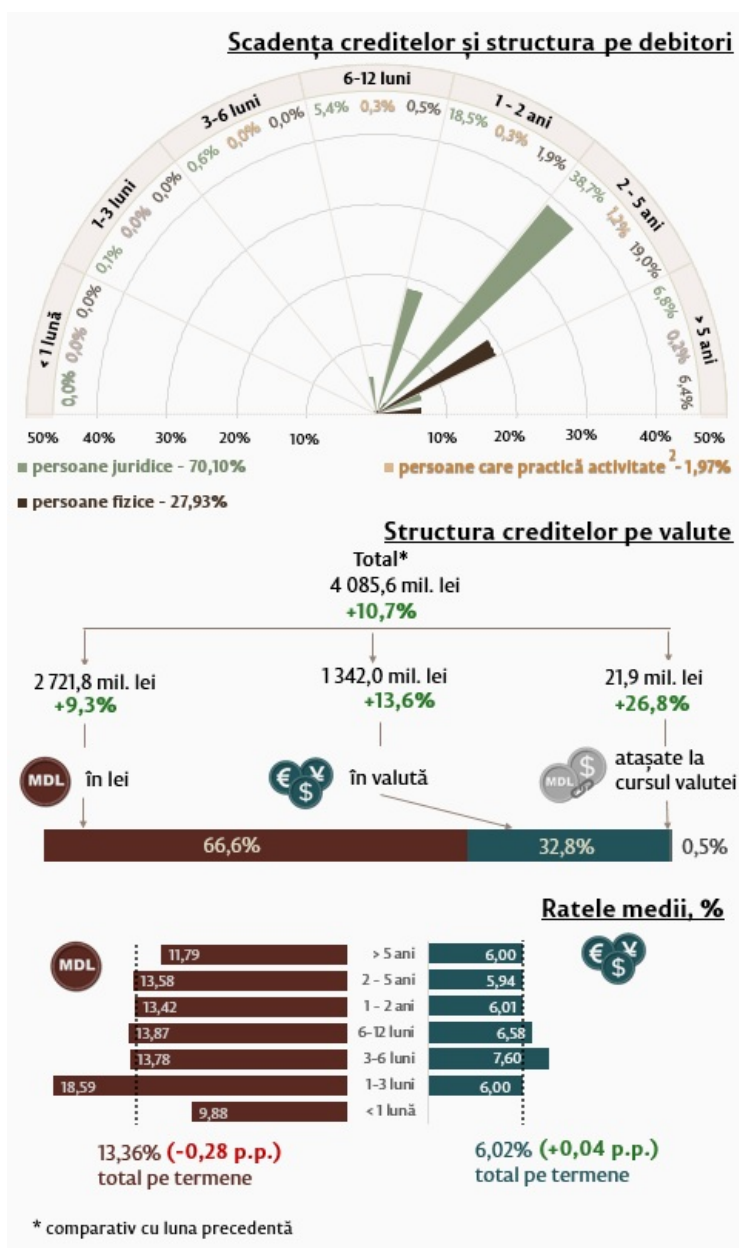 Scadența creditelor și structura pe debitori
< 1 lună
1-3 luni
3-6 luni
6-12 luni
1 - 2 ani
2 - 5 ani
> 5 ani
0,0% 0,0% 0,0%
0,1% 0,0% 0,0%
0,6% 0,0% 0,0%
5,4% 0,3% 0,5%
18,5% 0,3% 1,9%
38,7% 1,2% 19,0%
6,8% 0,2% 6,4%
50% 40% 30% 20% 10% 10% 20% 30% 40% 50%
persoane juridice - 70,10%
persoane care practică activitate 2 - 1,97%
persoane fizice - 27,93%
Structura creditelor pe valute
Total*
4 085,6 mil. lei
+10,7%
2 721,8 mil. lei
+9,3%
1 342,0 mil. lei
+13,6%
21,9 mil. lei
+26,8%
MDL în lei
€ ¥ $ în valută
MDL $ atașate la
cursul valutei
66,6% 32,8% 0,5%
Ratele medii, %
MDL
€ ¥ $
11,79 > 5 ani 6,00
13,58 2 - 5 ani 5,94
13,42 1 - 2 ani 6,01
13,87 6-12 luni 6,58
13,78 3-6 luni 7,60
18,59 1-3 luni 6,00
9,88 < 1 lună
13,36% (-0,28 p.p.)
total pe termene
6,02% (+0,04 p.p.)
total pe termene
* comparativ cu luna precedentă